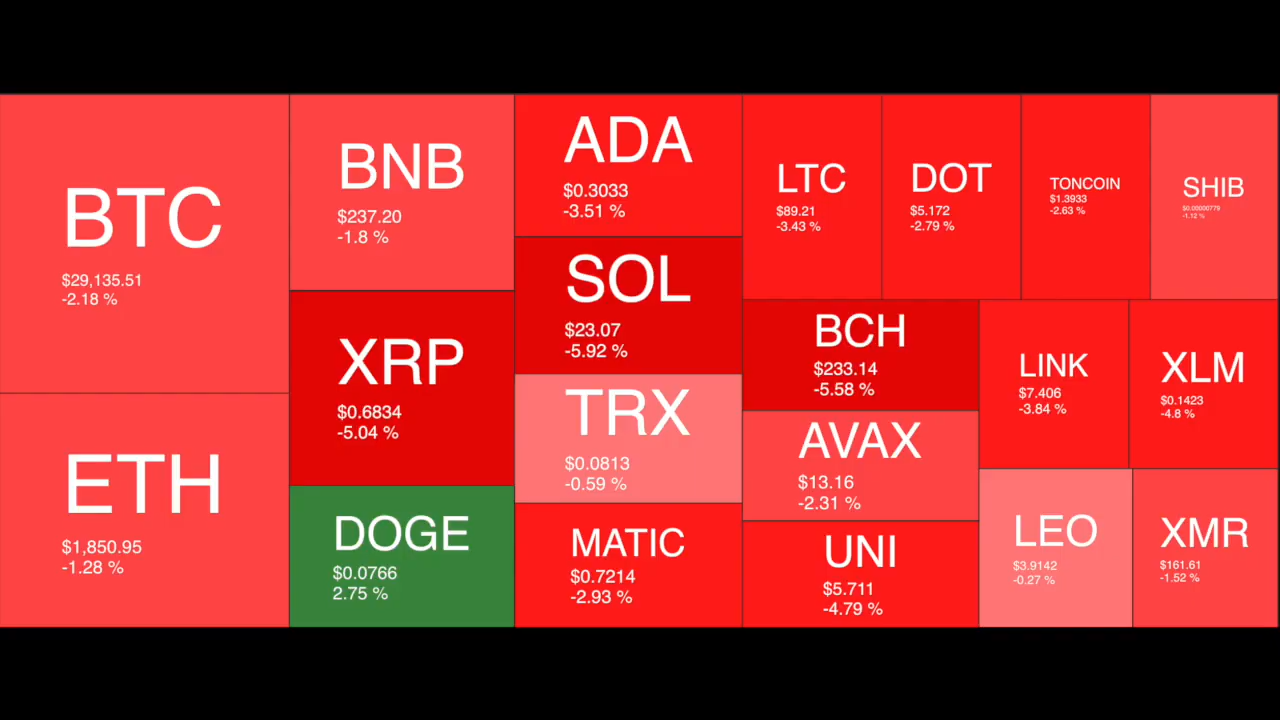 BTC
$29,135.51
-2.18 %
ETH
$1,850.95
-1.28 %
BNB
$237.20
-1.8 %
XRP
$0.6834
-5.04 %
DOGE
$0.0766
2.75 %
ADA
$0.3033
-3.51 %
SOL
$23.07
-5.92 %
TRX
$0.0813
-0.59 %
MATIC
$0.7214
-2.93 %
LTC
$89.21
-3.43 %
DOT
$5.172
-2.79 %
TONCOIN
$1.3933
-2.63 %
SHIB
$0.00000779
-1.12 %
BCH
$233.14
-5.58 %
AVAX
$13.16
-2.31 %
UNI
$5.711
-4.79 %
LINK
$7.406
-3.84 %
XLM
$0.1423
-4.8 %
LEO
$3.9142
-0.27 %
XMR
$161.61
-1.52 %